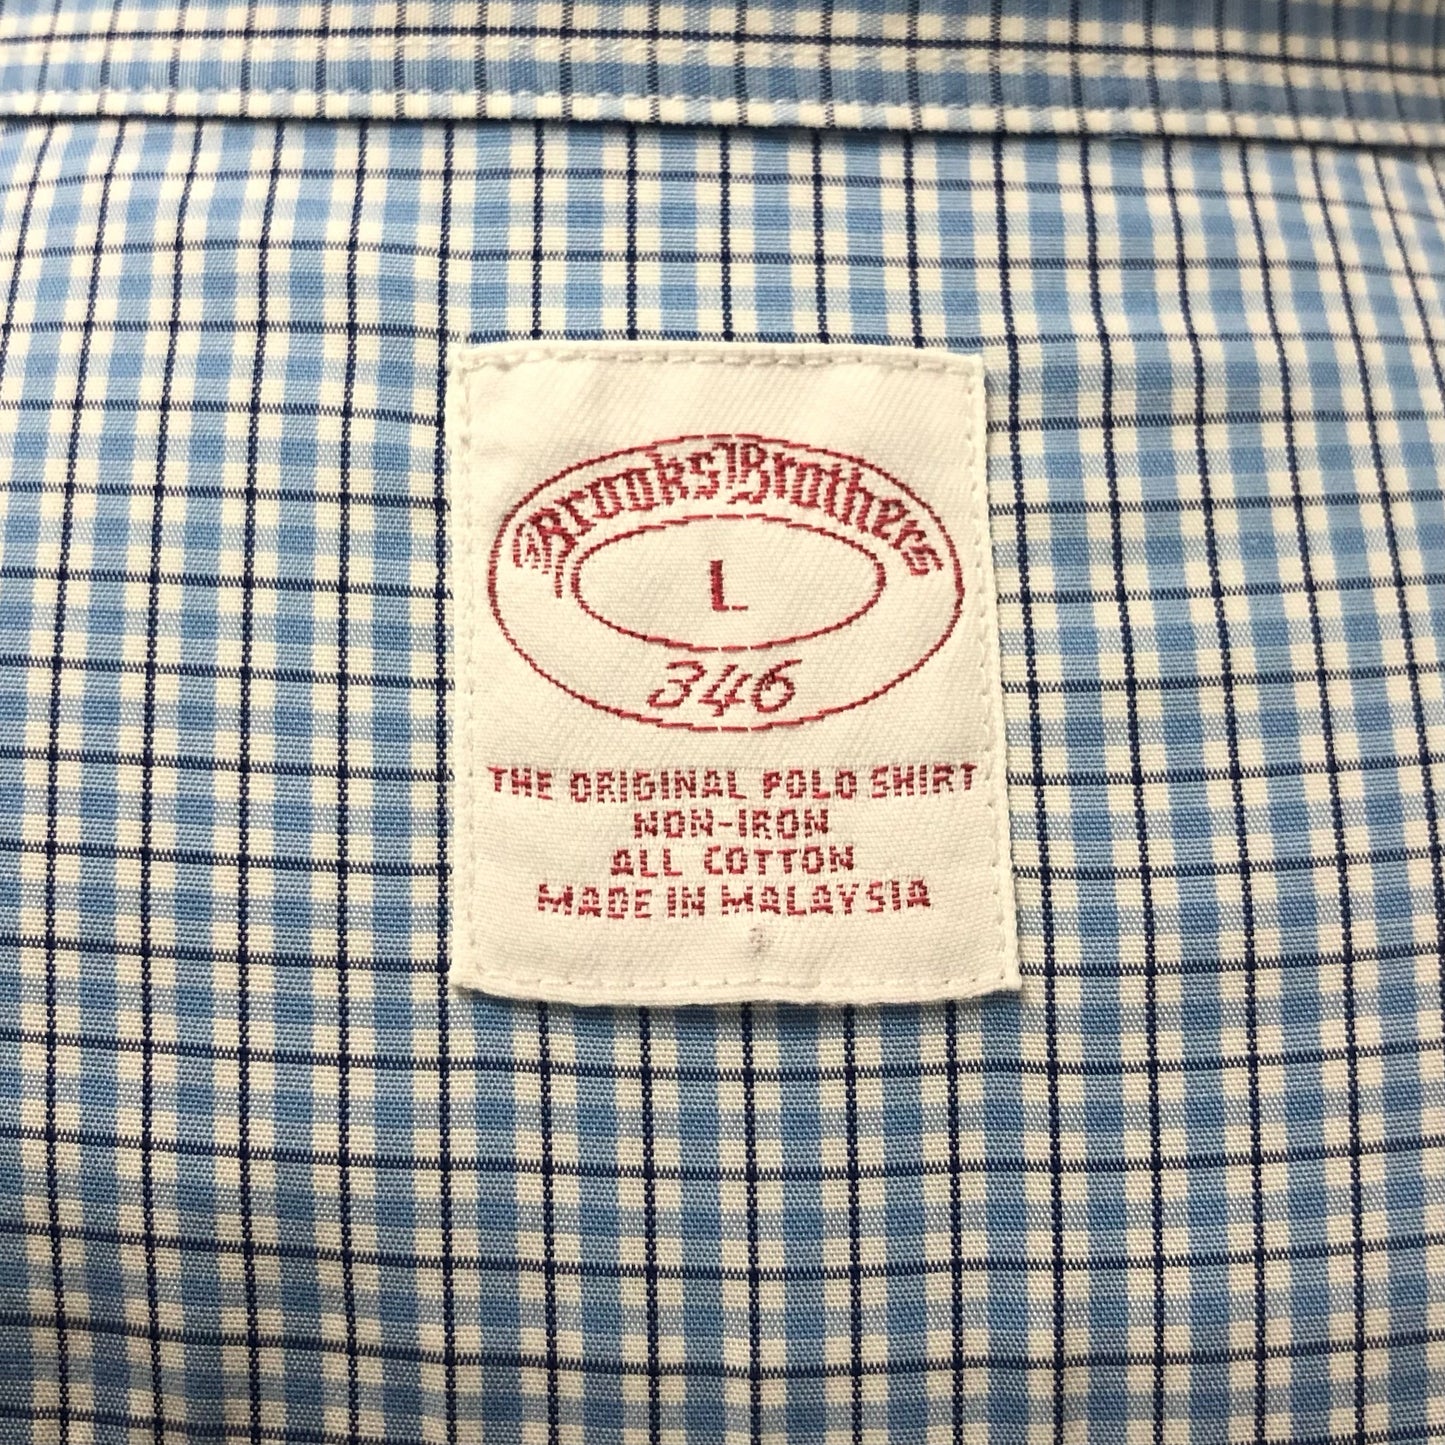 Brooks Brothers
L
346
THE ORIGINAL POLO SHIRT
NON-IRON
ALL COTTON
MADE IN MALAYSIA